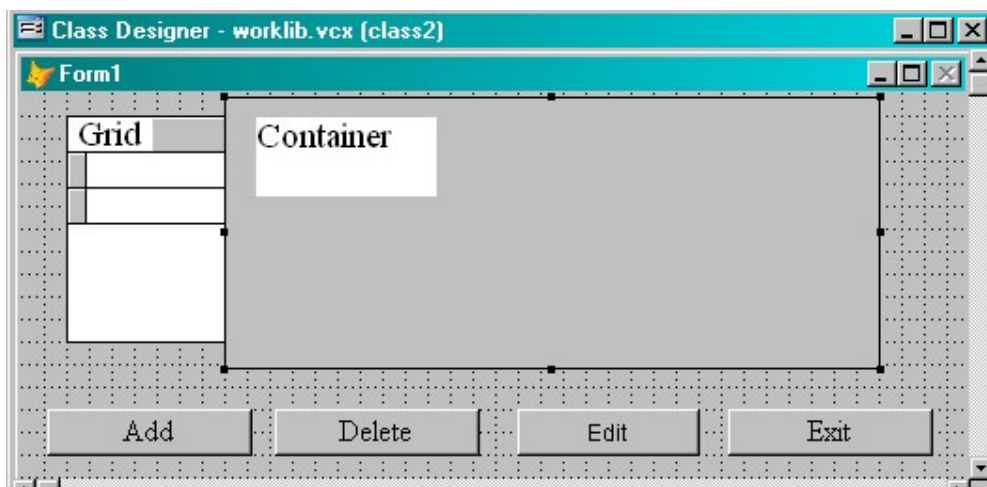 Class Designer - worklib.vcx (class2)
Form1
Grid
Container
Add Delete Edit Exit